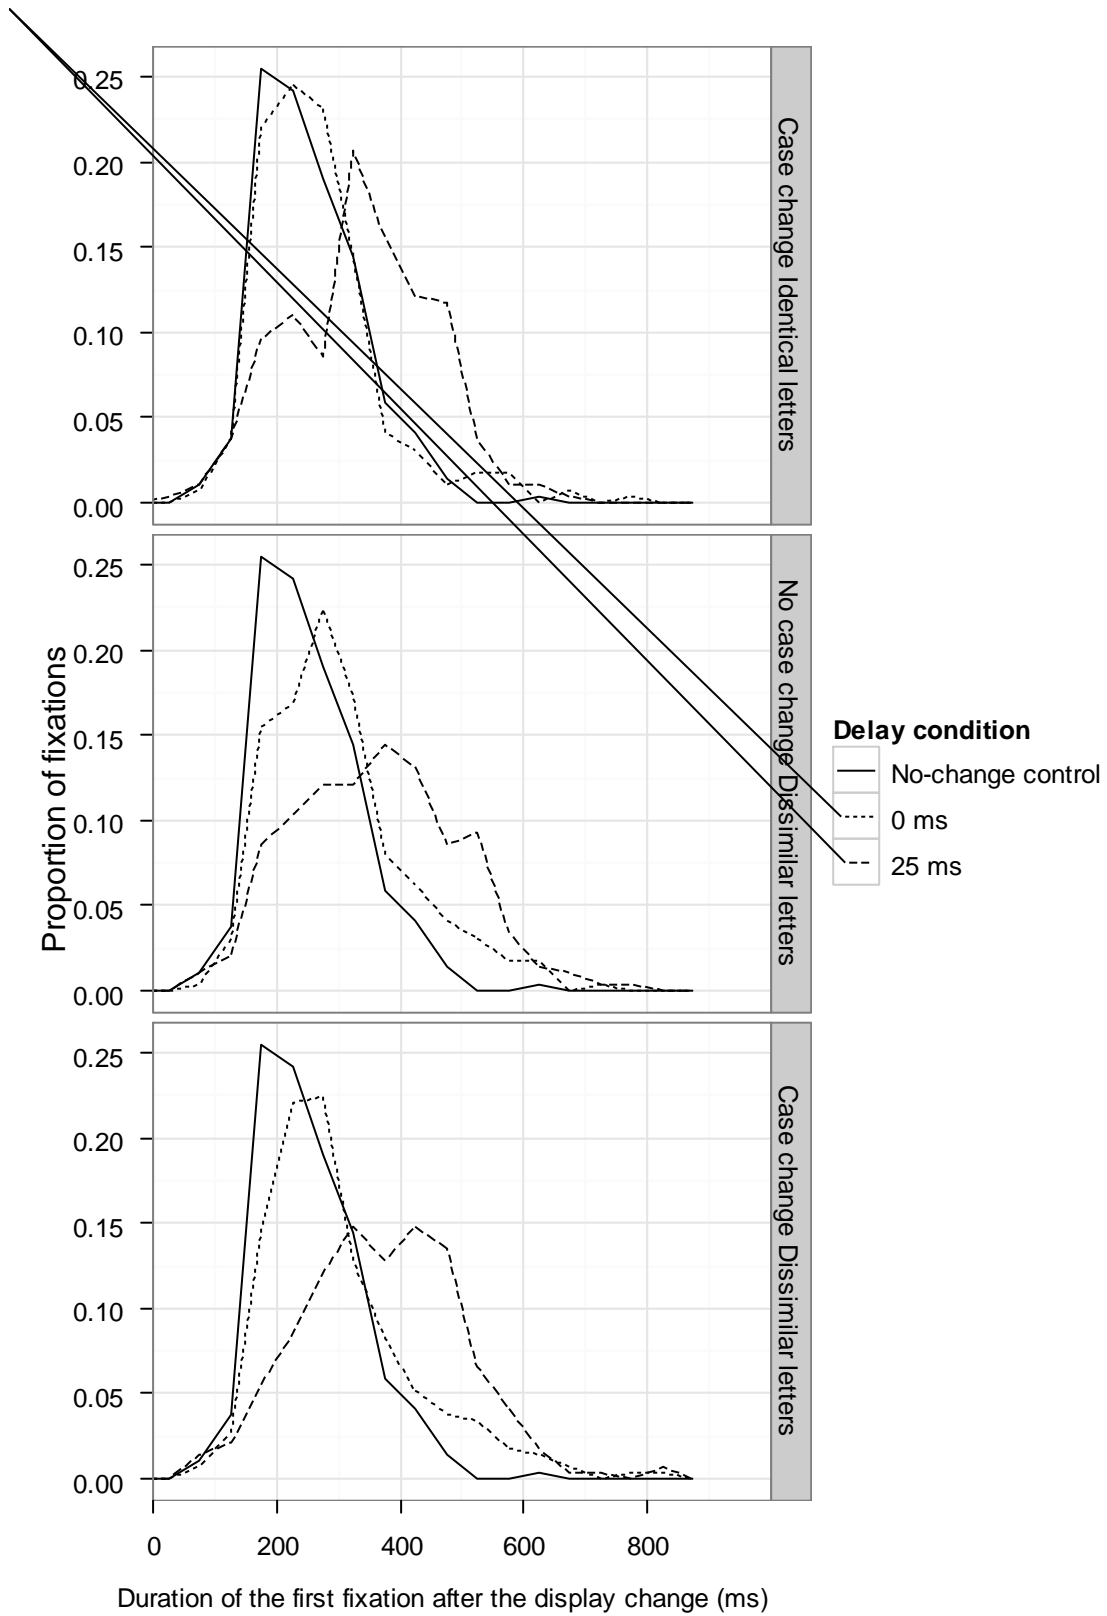 0.25
0.20
0.15
0.10
0.05
0.00
Case change Identical letters
0.25
0.20
0.15
0.10
0.05
0.00
No case change Dissimilar letters
Proportion of fixations
Delay condition
No-change control
0 ms
25 ms
0.25
0.20
0.15
0.10
0.05
0.00
Case change Dissimilar letters
0 200 400 600 800
Duration of the first fixation after the display change (ms)